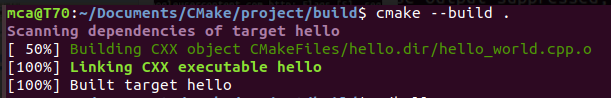 mca@T70:~/Documents/CMake/project/build$ cmake --build .
Scanning dependencies of target hello
[ 50%] Building CXX object CMakeFiles/hello.dir/hello_world.cpp.o
[100%] Linking CXX executable hello
[100%] Built target hello